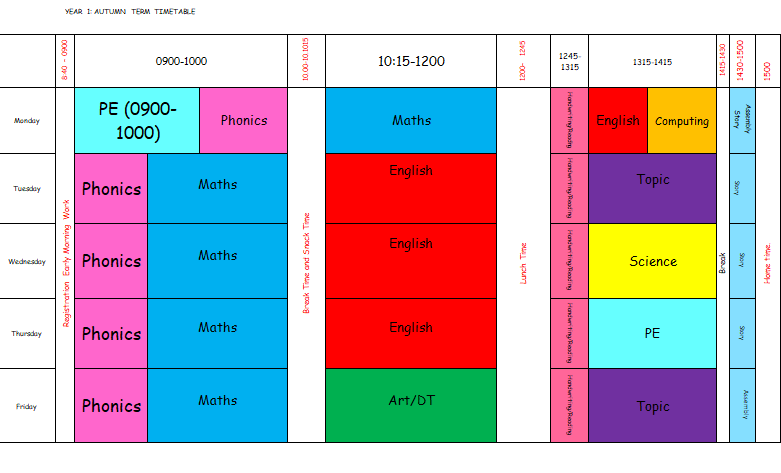 YEAR 1: AUTUMN TERM TIMETABLE
8:40 - 0900
0900-1000
10.00-10.1015
10:15-1200
1200- 1245
1245-
1315
1315-1415
1415-1430
1430-1500
1500
Monday
Registration Early Morning Work
PE (0900-
1000)
Phonics
Break Time and Snack Time
Maths
Lunch Time
Handwriting/Reading
English
Computing
Break
Assembly
Story
Home time.
Tuesday
Phonics
Maths
English
Handwriting/Reading
Topic
Story
Wednesday
Phonics
Maths
English
Handwriting/Reading
Science
Story
Thursday
Phonics
Maths
English
Handwriting/Reading
PE
Story
Friday
Phonics
Maths
Art/DT
Handwriting/Reading
Topic
Assembly